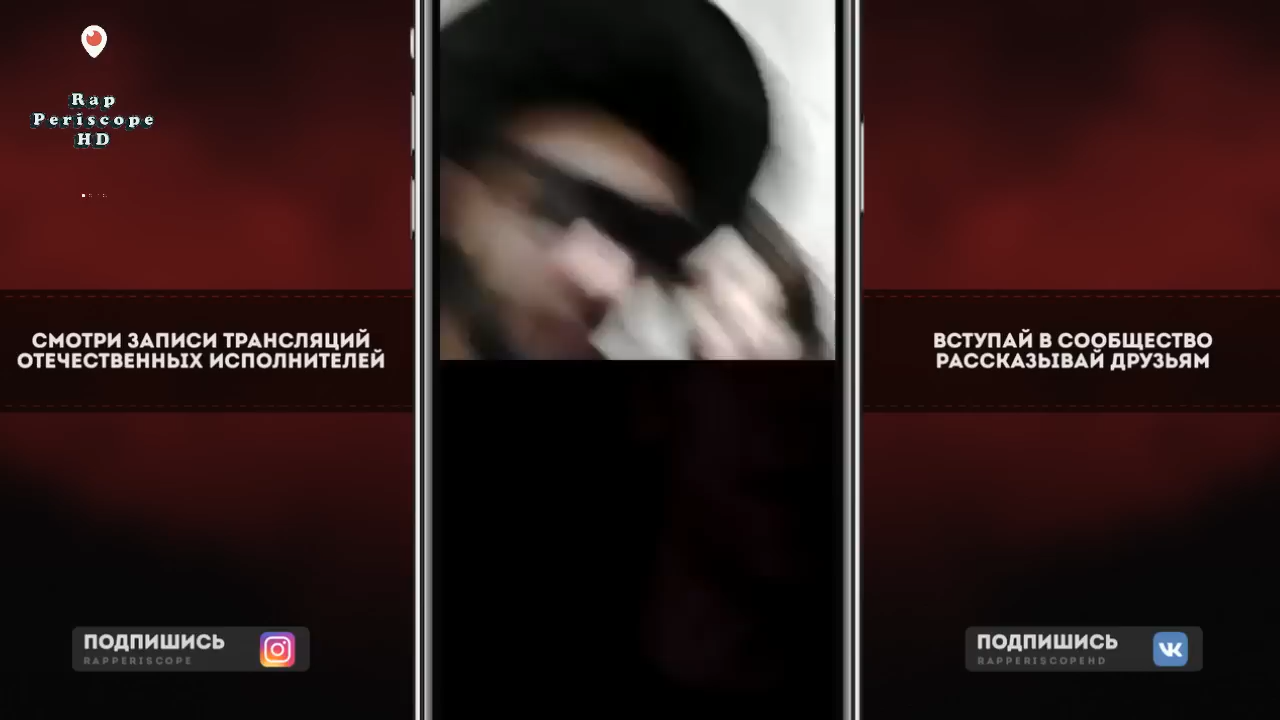 Rap
Periscope
HD
СМОТРИ ЗАПИСИ ТРАНСЛЯЦИЙ
ОТЕЧЕСТВЕННЫХ ИСПОЛНИТЕЛЕЙ
ВСТУПАЙ В СООБЩЕСТВО
РАССКАЗЫВАЙ ДРУЗЬЯМ
ПОДПИШИСЬ
RAPPERISCOPE
ПОДПИШИСЬ
RAPPERISCOPEHD